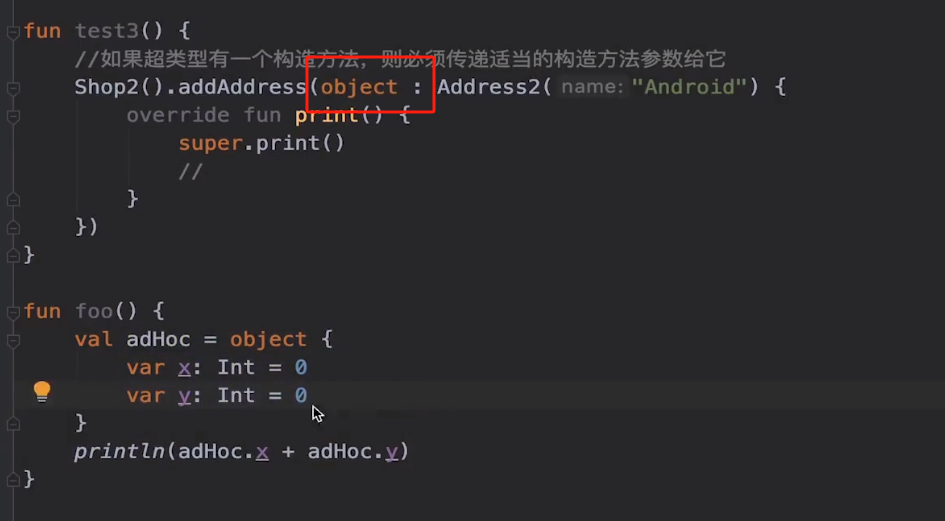 fun test3() {
//如果超类型有一个构造方法，则必须传递适当的构造方法参数给它
Shop2().addAddress(object : Address2( name: "Android") {
override fun print() {
super.print()
//
}
})
}
fun foo() {
val adHoc = object {
var x: Int = 0
var y: Int = 0
}
println(adHoc.x + adHoc.y)
}